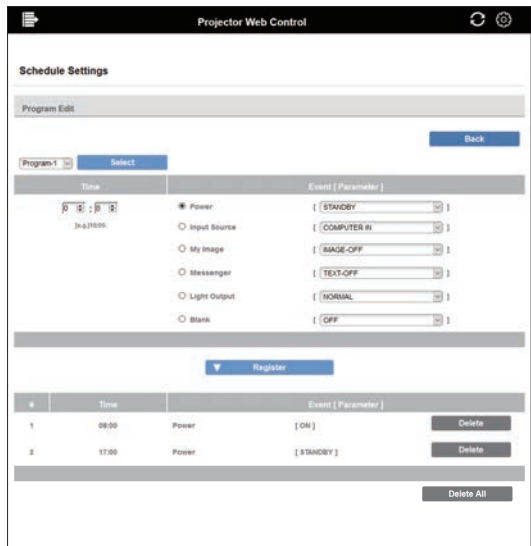 Projector Web Control
Schedule Settings
Program Edit
Back
Program-1 Select
Time Event [ Parameter ]
0 : 0 Power [ STANDBY ]
[e.g.]10:05 Input Source [ COMPUTER IN ]
My Image [ IMAGE-OFF ]
Messenger [ TEXT-OFF ]
Light Output [ NORMAL ]
Blank [ OFF ]
Register
# Time Event [ Parameter ]
1 08:00 Power [ ON ] Delete
2 17:00 Power [ STANDBY ] Delete
Delete All